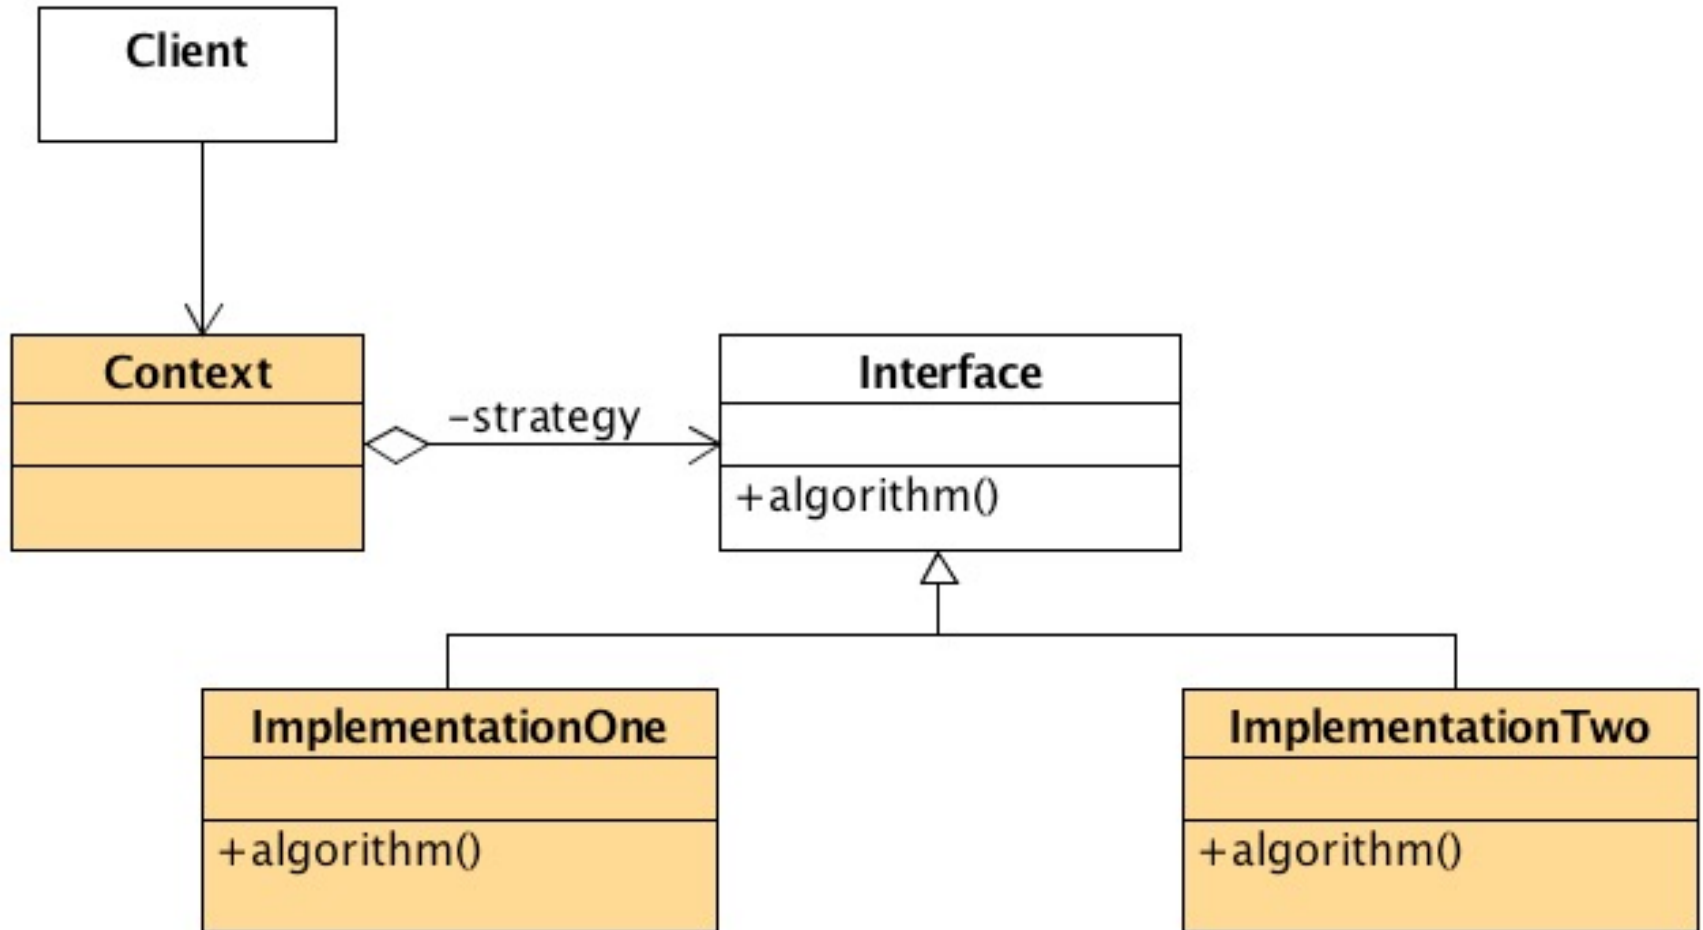 Client
Context
Interface
–strategy
+algorithm()
ImplementationOne
ImplementationTwo
+algorithm()
+algorithm()